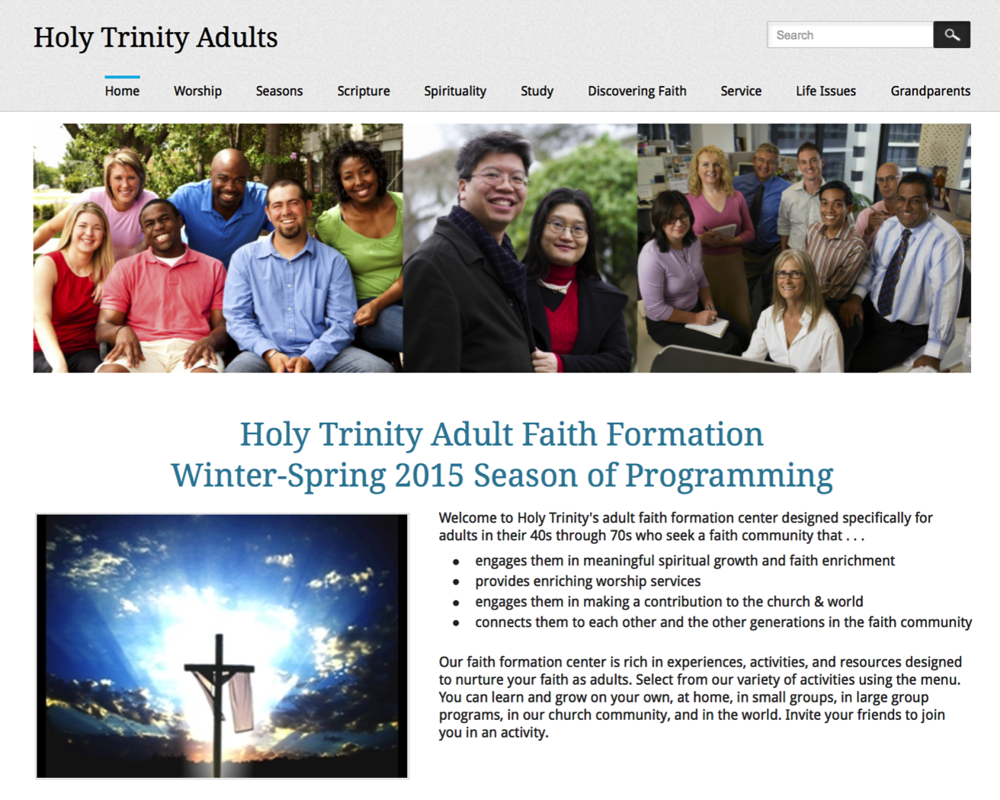 Holy Trinity Adults
Search
Home Worship Seasons Scripture Spirituality Study Discovering Faith Service Life Issues Grandparents
Holy Trinity Adult Faith Formation
Winter-Spring 2015 Season of Programming
Welcome to Holy Trinity's adult faith formation center designed specifically for
adults in their 40s through 70s who seek a faith community that . . .
• engages them in meaningful spiritual growth and faith enrichment
• provides enriching worship services
• engages them in making a contribution to the church & world
• connects them to each other and the other generations in the faith community
Our faith formation center is rich in experiences, activities, and resources designed
to nurture your faith as adults. Select from our variety of activities using the menu.
You can learn and grow on your own, at home, in small groups, in large group
programs, in our church community, and in the world. Invite your friends to join
you in an activity.